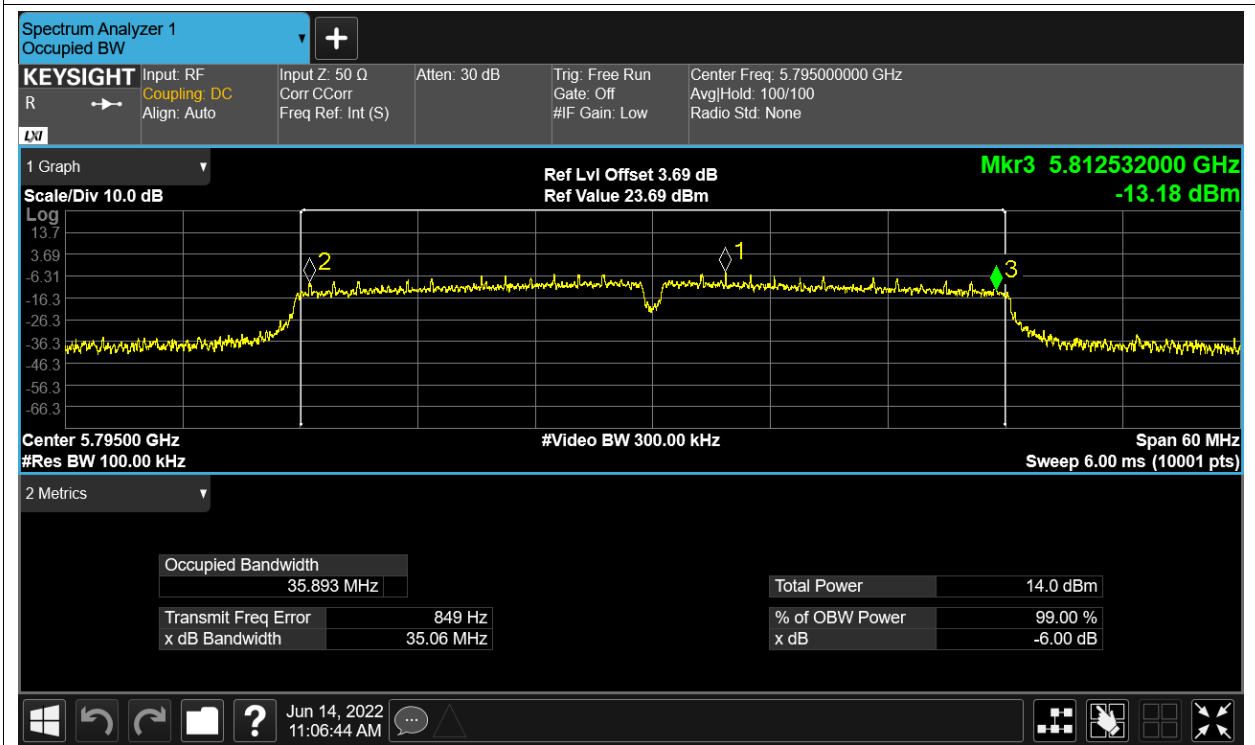 Spectrum Analyzer 1
Occupied BW
KEYSIGHT
R
LXI
Input: RF
Coupling: DC
Align: Auto
Input Z: 50 Ω
Corr CCorr
Freq Ref: Int (S)
Atten: 30 dB
Trig: Free Run
Gate: Off
#IF Gain: Low
Center Freq: 5.795000000 GHz
Avg|Hold: 100/100
Radio Std: None
1 Graph
Scale/Div 10.0 dB
Ref Lvl Offset 3.69 dB
Ref Value 23.69 dBm
Mkr3 5.812532000 GHz
-13.18 dBm
Log
13.7
3.69
-6.31
-16.3
-26.3
-36.3
-46.3
-56.3
-66.3
2
1
3
Center 5.79500 GHz
#Res BW 100.00 kHz
#Video BW 300.00 kHz
Span 60 MHz
Sweep 6.00 ms (10001 pts)
2 Metrics
Occupied Bandwidth
35.893 MHz
Transmit Freq Error 849 Hz
x dB Bandwidth 35.06 MHz
Total Power 14.0 dBm
% of OBW Power 99.00 %
x dB -6.00 dB
?
Jun 14, 2022
11:06:44 AM